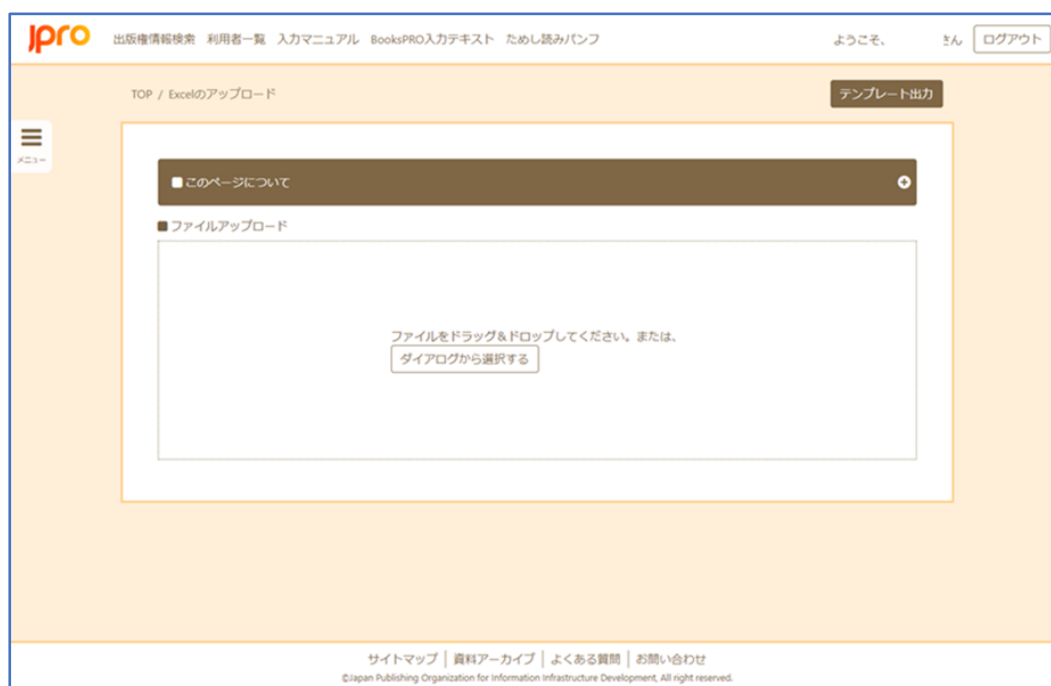 Jpro 出版権情報検索 利用者一覧 入力マニュアル BooksPRO入力テキスト ためし読みパンフ ようこそ、 さん ログアウト
TOP / Excelのアップロード テンプレート出力
メニュー
このページについて
ファイルアップロード
ファイルをドラッグ&ドロップしてください。または、
ダイアログから選択する
サイトマップ 資料アーカイブ よくある質問 お問い合わせ
©Japan Publishing Organization for Information Infrastructure Development, All right reserved.